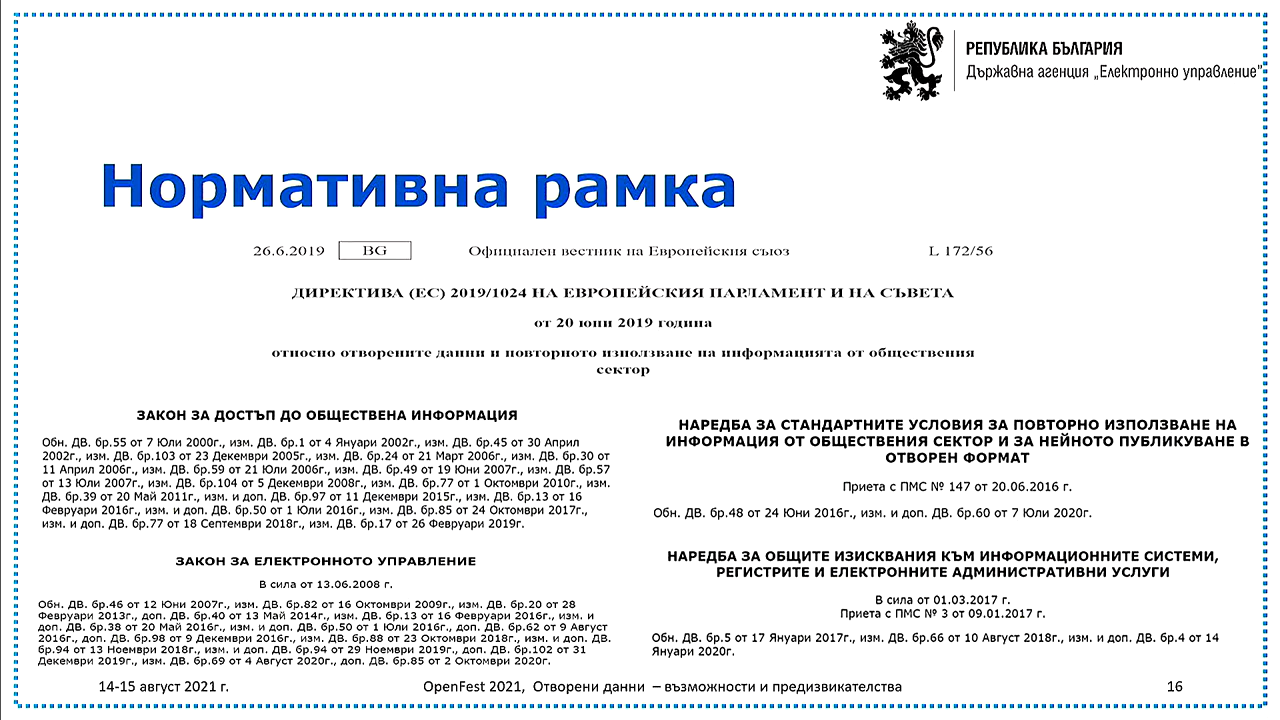 РЕПУБЛИКА БЪЛГАРИЯ
Държавна агенция „Електронно управление"
Нормативна рамка
26.6.2019 BG Официален вестник на Европейския съюз L 172/56
ДИРЕКТИВА (ЕС) 2019/1024 НА ЕВРОПЕЙСКИЯ ПАРЛАМЕНТ И НА СЪВЕТА
от 20 юни 2019 година
относно отворените данни и повторното използване на информацията от обществения
сектор
ЗАКОН ЗА ДОСТЪП ДО ОБЩЕСТВЕНА ИНФОРМАЦИЯ
Обн. ДВ. бр.55 от 7 Юли 2000г., изм. ДВ. бр.1 от 4 Януари 2002г., изм. ДВ. бр.45 от 30 Април
2002г., изм. ДВ. бр.103 от 23 Декември 2005г., изм. ДВ. бр.24 от 21 Март 2006г., изм. ДВ. бр.30 от
11 Април 2006г., изм. ДВ. бр.59 от 21 Юли 2006г., изм. ДВ. бр.49 от 19 Юни 2007г., изм. ДВ. бр.57
от 13 Юли 2007г., изм. ДВ. бр.104 от 5 Декември 2008г., изм. ДВ. бр.77 от 1 Октомври 2010г., изм.
ДВ. бр.39 от 20 Май 2011г., изм. и доп. ДВ. бр.97 от 11 Декември 2015г., изм. ДВ. бр.13 от 16
Февруари 2016г., изм. и доп. ДВ. бр.50 от 1 Юли 2016г., изм. ДВ. бр.85 от 24 Октомври 2017г.,
изм. и доп. ДВ. бр.77 от 18 Септември 2018г., изм. ДВ. бр.17 от 26 Февруари 2019г.
ЗАКОН ЗА ЕЛЕКТРОННОТО УПРАВЛЕНИЕ
В сила от 13.06.2008 г.
Обн. ДВ. бр.46 от 12 Юни 2007г., изм. ДВ. бр.82 от 16 Октомври 2009г., изм. ДВ. бр.20 от 28
Февруари 2013г., доп. ДВ. бр.40 от 13 Май 2014г., изм. ДВ. бр.13 от 16 Февруари 2016г., изм. и
доп. ДВ. бр.38 от 20 Май 2016г., изм. и доп. ДВ. бр.50 от 1 Юли 2016г., доп. ДВ. бр.62 от 9 Август
2016г., доп. ДВ. бр.98 от 9 Декември 2016г., изм. ДВ. бр.88 от 23 Октомври 2018г., изм. и доп. ДВ.
бр.94 от 13 Ноември 2018г., изм. и доп. ДВ. бр.94 от 29 Ноември 2019г., доп. ДВ. бр.102 от 31
Декември 2019г., изм. ДВ. бр.69 от 4 Август 2020г., доп. ДВ. бр.85 от 2 Октомври 2020г.
НАРЕДБА ЗА СТАНДАРТНИТЕ УСЛОВИЯ ЗА ПОВТОРНО ИЗПОЛЗВАНЕ НА
ИНФОРМАЦИЯ ОТ ОБЩЕСТВЕНИЯ СЕКТОР И ЗА НЕЙНОТО ПУБЛИКУВАНЕ В
ОТВОРЕН ФОРМАТ
Приета с ПМС № 147 от 20.06.2016 г.
Обн. ДВ. бр.48 от 24 Юни 2016г., изм. и доп. ДВ. бр.60 от 7 Юли 2020г.
НАРЕДБА ЗА ОБЩИТЕ ИЗИСКВАНИЯ КЪМ ИНФОРМАЦИОННИТЕ СИСТЕМИ,
РЕГИСТРИТЕ И ЕЛЕКТРОННИТЕ АДМИНИСТРАТИВНИ УСЛУГИ
В сила от 01.03.2017 г.
Приета с ПМС № 3 от 09.01.2017 г.
Обн. ДВ. бр.5 от 17 Януари 2017г., изм. ДВ. бр.66 от 10 Август 2018г., изм. и доп. ДВ. бр.4 от 14
Януари 2020г.
14-15 август 2021 г. OpenFest 2021, Отворени данни – възможности и предизвикателства 16